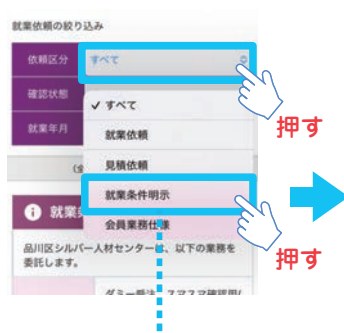 就業依頼の絞り込み
依頼区分 すべて
確認状態
✓ すべて
就業年月
就業依頼
押す
見積依頼
就業条件明示
就業
会員業務仕様
押す
品川区シルバー人材センターは、以下の業務を
委託します。